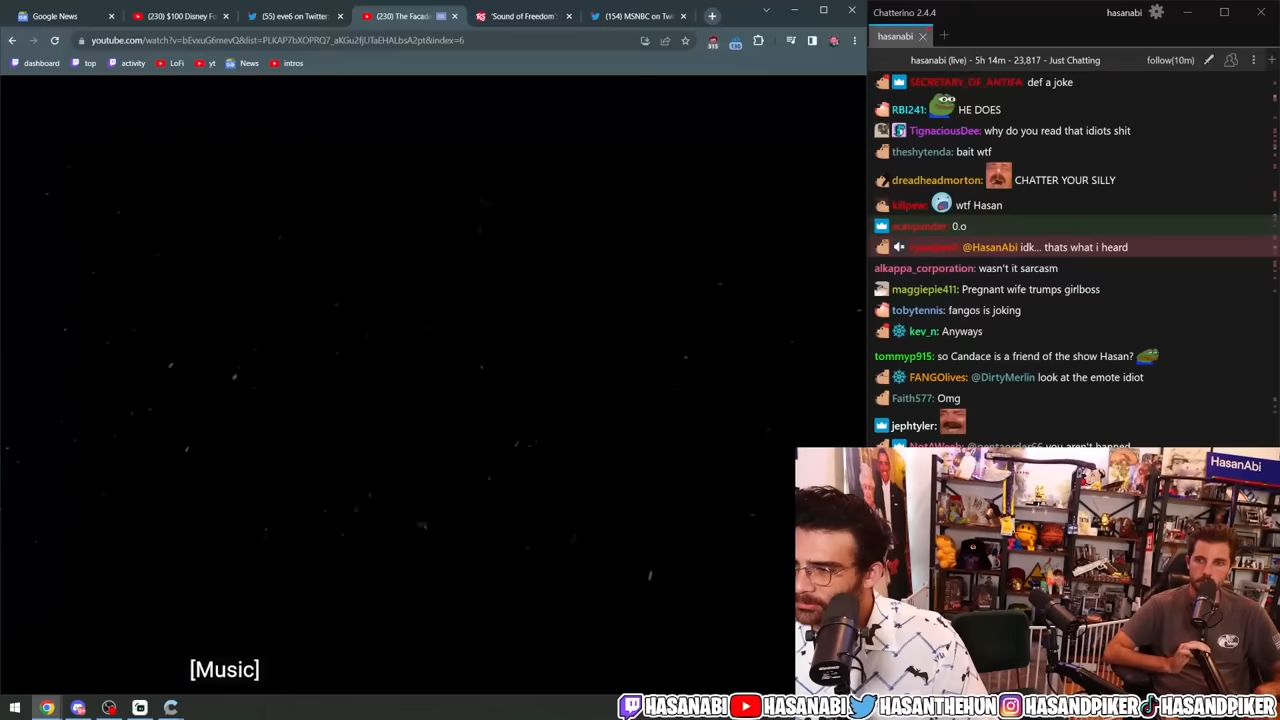 Google News
(230) $100 Disney Fo
(55) eve6 on Twitter
(230) The Facade
'Sound of Freedom'
(154) MSNBC on Tw
youtube.com/watch?v=bEvxuG6mevQ&list=PLKAP7bXOPRQ7_aKGu2fjUTaEHALbsA2pt&index=6
dashboard
top
activity
LoFi
yt
News
intros
[Music]
Chatterino 2.4.4
hasanabi
hasanabi
hasanabi (live) - 5h 14m - 23,817 - Just Chatting
follow(10m)
SECRETARY_OF_ANTIFA def a joke
RBI241: HE DOES
TignaciousDee: why do you read that idiots shit
theshytenda: bait wtf
dreadheadmorton: CHATTER YOUR SILLY
killpew: wtf Hasan
0.o
@HasanAbi idk... thats what i heard
alkappa_corporation: wasn't it sarcasm
maggiepie411: Pregnant wife trumps girlboss
tobytennis: fangos is joking
kev_n: Anyways
tommyp915: so Candace is a friend of the show Hasan?
FANGOlives: @DirtyMerlin look at the emote idiot
Faith577: Omg
jephtyler:
you aren't banned
HasanAbi
HASANABI
HASANABI
HASANTHEHUN
HASANDPIKER
HASANDPIKER